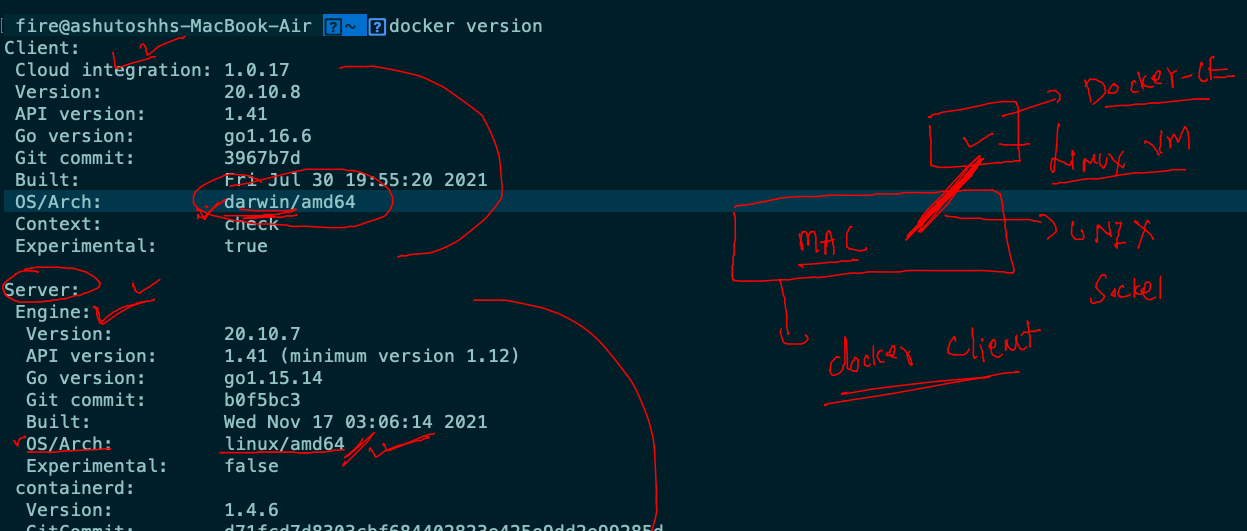 fire@ashutoshhs-MacBook-Air ~ docker version
Client:
Cloud integration: 1.0.17
Version: 20.10.8
API version: 1.41
Go version: go1.16.6
Git commit: 3967b7d
Built: Fri Jul 30 19:55:20 2021
OS/Arch: darwin/amd64
Context: check
Experimental: true
Server:
Engine:
Version: 20.10.7
API version: 1.41 (minimum version 1.12)
Go version: go1.15.14
Git commit: b0f5bc3
Built: Wed Nov 17 03:06:14 2021
OS/Arch: linux/amd64
Experimental: false
containerd:
Version: 1.4.6
Docker-CE
Linux VM
MAC
UNIX
Socket
docker client